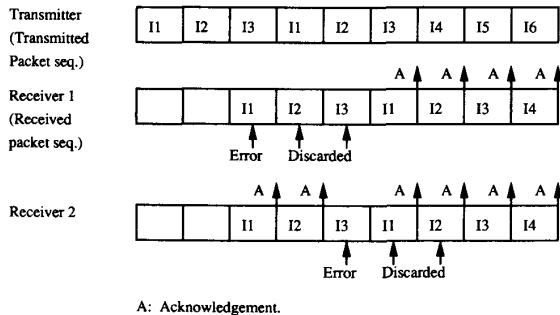 Transmitter
(Transmitted
Packet seq.)
I1 I2 I3 I1 I2 I3 I4 I5 I6
A A A A
Receiver 1
(Received
packet seq.)
I1 I2 I3 I1 I2 I3 I4
Error Discarded
A A A A A A
Receiver 2
I1 I2 I3 I1 I2 I3 I4
Error Discarded
A: Acknowledgement.